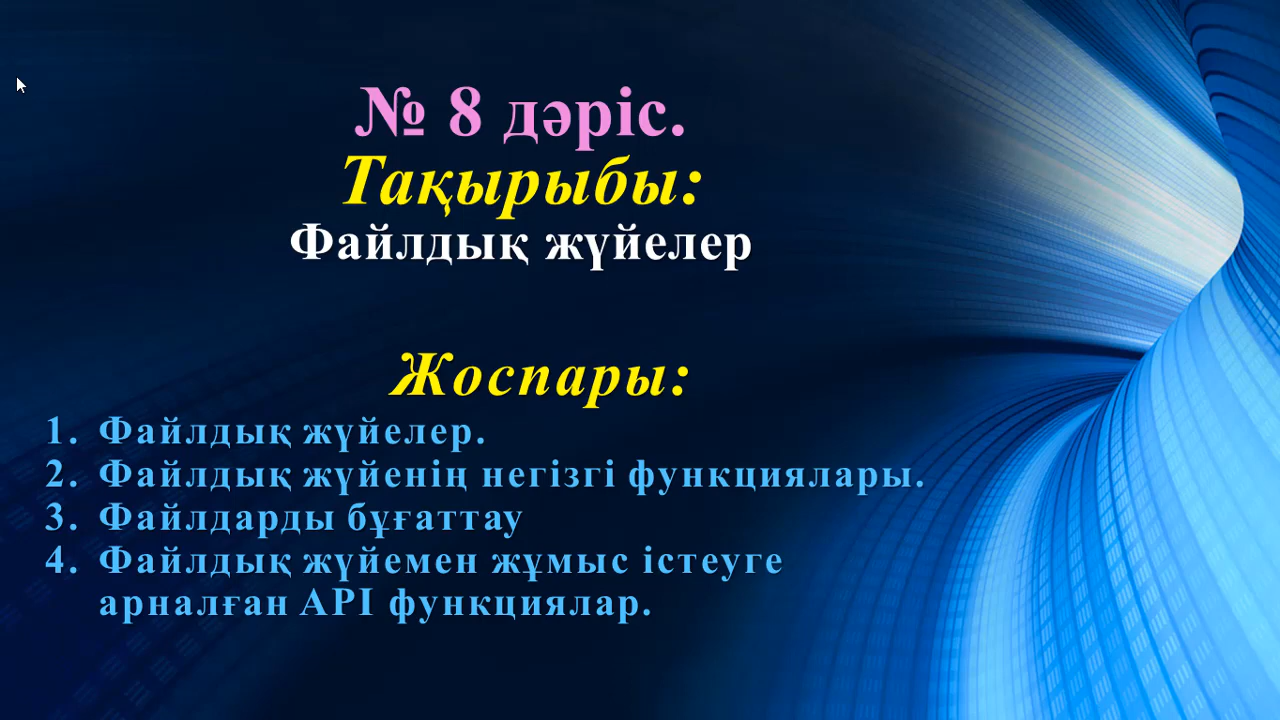 № 8 дәріс.
Тақырыбы:
Файлдық жүйелер
Жоспары:
1. Файлдық жүйелер.
2. Файлдық жүйенің негізгі функциялары.
3. Файлдарды бұғаттау
4. Файлдық жүйемен жұмыс істеуге
арналған API функциялар.